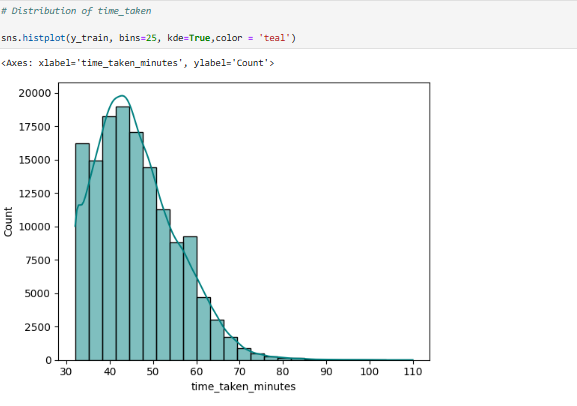 # Distribution of time_taken
sns.histplot(y_train, bins=25, kde=True,color = 'teal')
<Axes: xlabel='time_taken_minutes', ylabel='Count'>
20000
17500
15000
12500
10000
7500
5000
2500
0
Count
30 40 50 60 70 80 90 100 110
time_taken_minutes